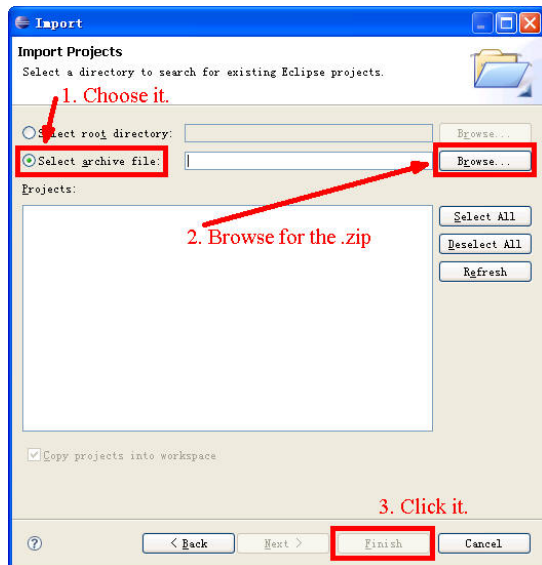 Import
Import Projects
Select a directory to search for existing Eclipse projects.
1. Choose it.
Select root directory:
Browse...
Select archive file:
Browse...
Projects:
Select All
2. Browse for the .zip
Deselect All
Refresh
Copy projects into workspace
3. Click it.
?
< Back
Next >
Finish
Cancel